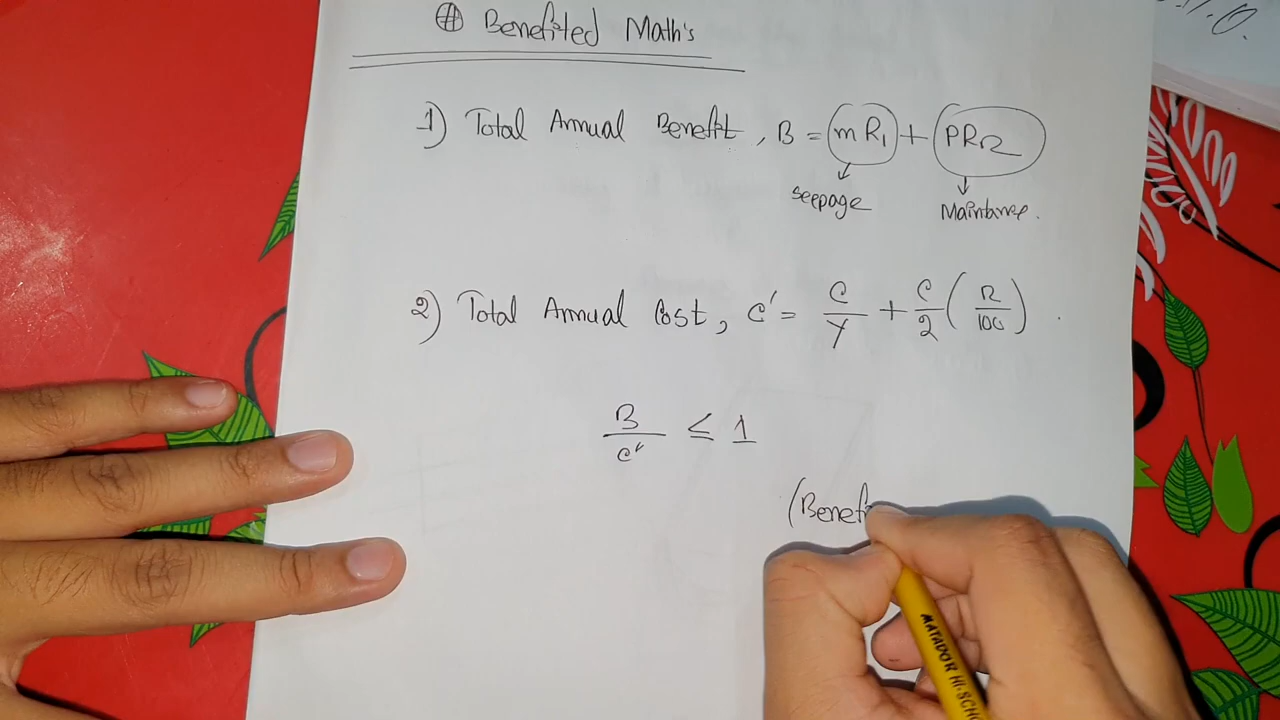 # Benefited Math's
1) Total Annual Benefit, B = mR₁ + PR₂
seepage
Maintance.
2) Total Annual Cost, C' = C/Y + C/2 (R/100).
B/C' ≤ 1
(Benefi
MATADOR HI-SCHO